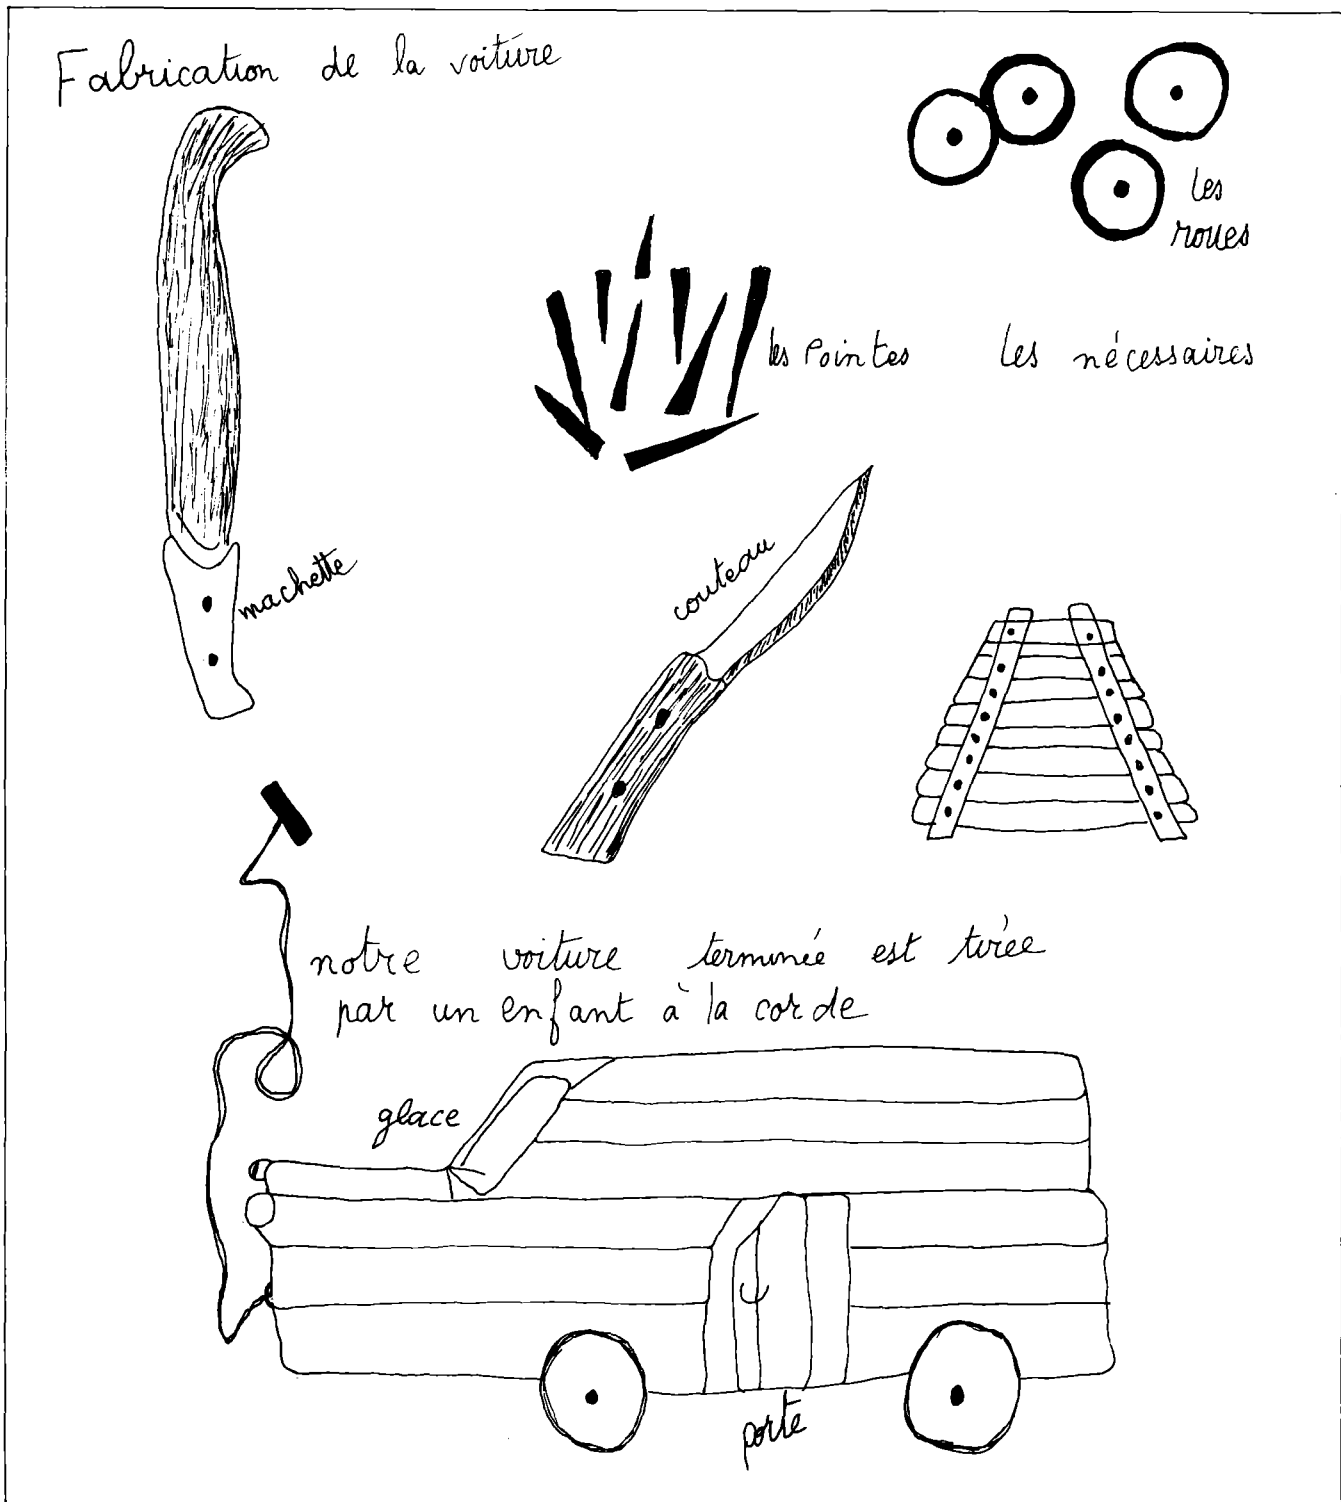 Fabrication de la voiture
les
roues
les Pointes
les nécessaires
machette
couteau
notre voiture terminée est tirée
par un enfant à la corde
glace
porte